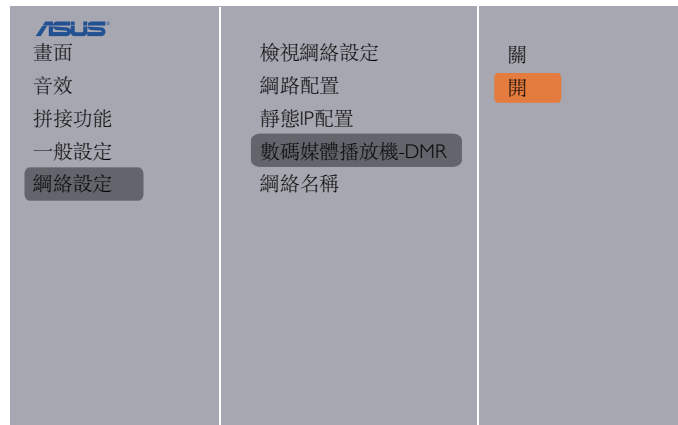 ASUS
畫面
音效
拼接功能
一般設定
網絡設定
檢視網絡設定
網路配置
靜態IP配置
數碼媒體播放機-DMR
網絡名稱
關
開